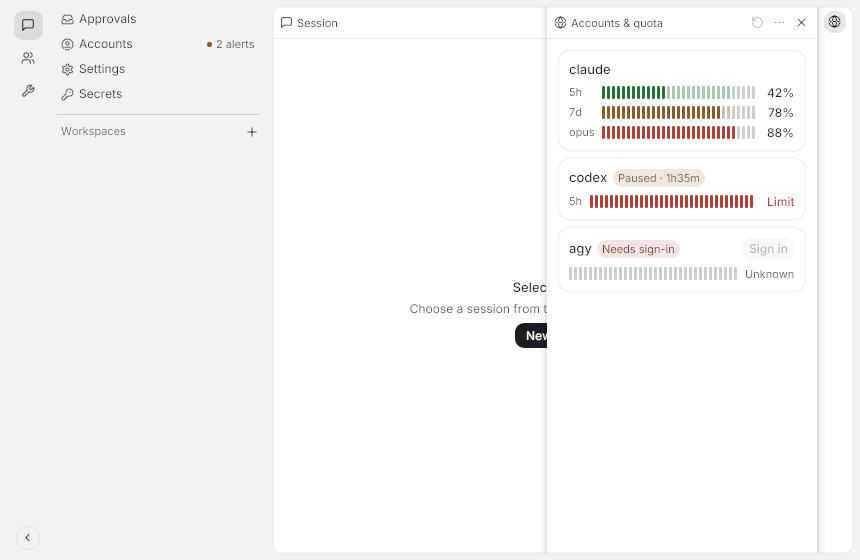 Approvals
Accounts
2 alerts
Settings
Secrets
Workspaces
Session
Selec
Choose a session from t
New
Accounts & quota
claude
5h
42%
7d
78%
opus
88%
codex
Paused · 1h35m
5h
Limit
agy
Needs sign-in
Sign in
Unknown